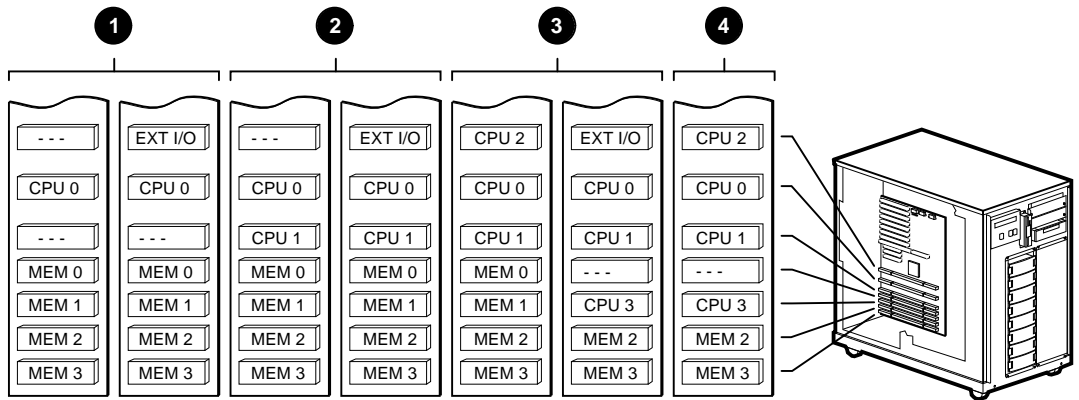 1 2 3 4
--- EXT I/O --- EXT I/O CPU 2 EXT I/O CPU 2
CPU 0 CPU 0 CPU 0 CPU 0 CPU 0 CPU 0 CPU 0
--- --- CPU 1 CPU 1 CPU 1 CPU 1 CPU 1
MEM 0 MEM 0 MEM 0 MEM 0 MEM 0 --- ---
MEM 1 MEM 1 MEM 1 MEM 1 MEM 1 CPU 3 CPU 3
MEM 2 MEM 2 MEM 2 MEM 2 MEM 2 MEM 2 MEM 2
MEM 3 MEM 3 MEM 3 MEM 3 MEM 3 MEM 3 MEM 3